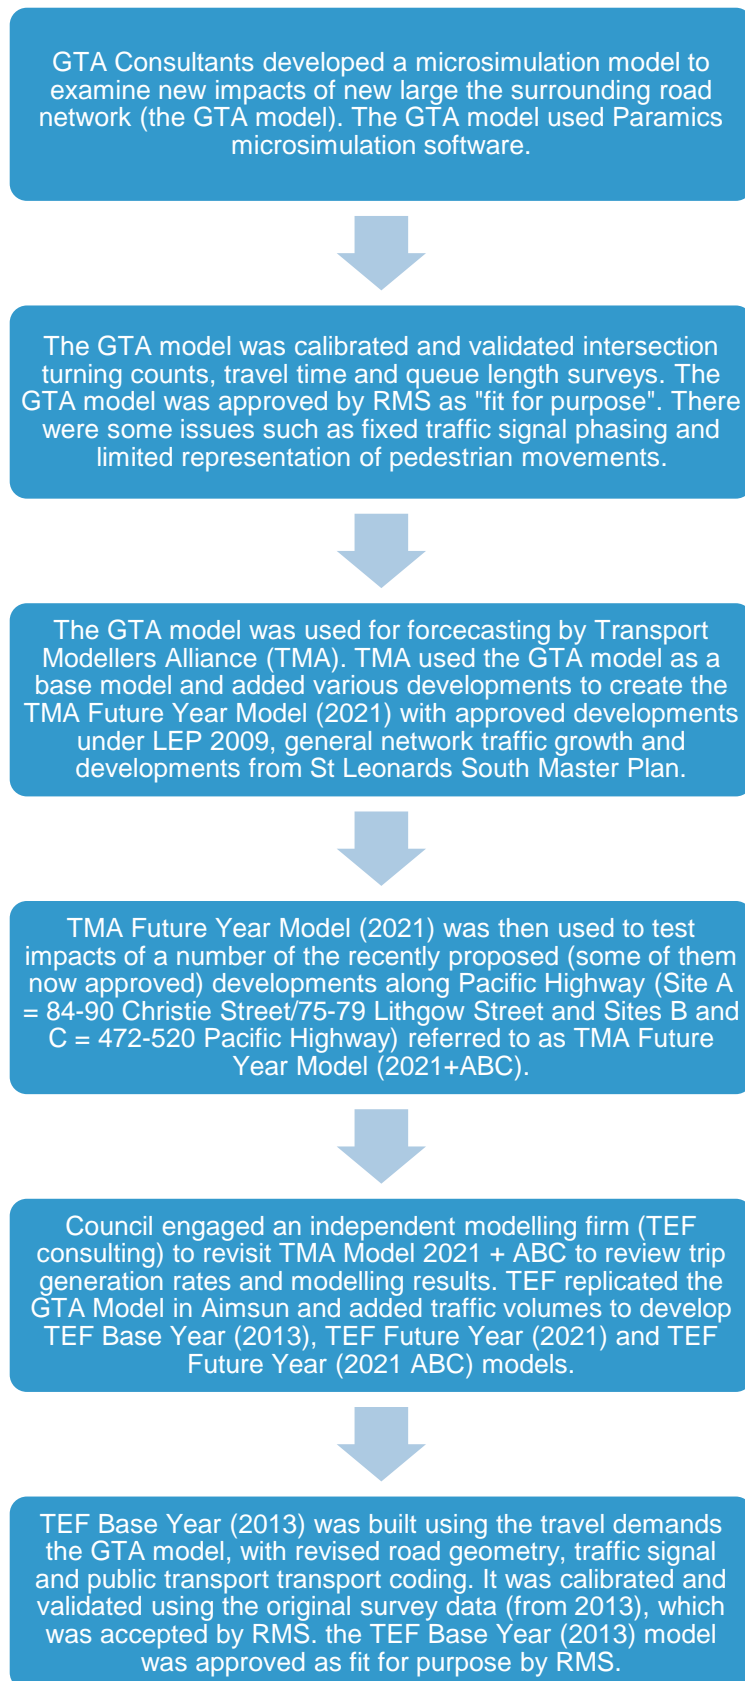 GTA Consultants developed a microsimulation model to
examine new impacts of new large the surrounding road
network (the GTA model). The GTA model used Paramics
microsimulation software.
The GTA model was calibrated and validated intersection
turning counts, travel time and queue length surveys. The
GTA model was approved by RMS as "fit for purpose". There
were some issues such as fixed traffic signal phasing and
limited representation of pedestrian movements.
The GTA model was used for forcecasting by Transport
Modellers Alliance (TMA). TMA used the GTA model as a
base model and added various developments to create the
TMA Future Year Model (2021) with approved developments
under LEP 2009, general network traffic growth and
developments from St Leonards South Master Plan.
TMA Future Year Model (2021) was then used to test
impacts of a number of the recently proposed (some of them
now approved) developments along Pacific Highway (Site A
= 84-90 Christie Street/75-79 Lithgow Street and Sites B and
C = 472-520 Pacific Highway) referred to as TMA Future
Year Model (2021+ABC).
Council engaged an independent modelling firm (TEF
consulting) to revisit TMA Model 2021 + ABC to review trip
generation rates and modelling results. TEF replicated the
GTA Model in Aimsun and added traffic volumes to develop
TEF Base Year (2013), TEF Future Year (2021) and TEF
Future Year (2021 ABC) models.
TEF Base Year (2013) was built using the travel demands
the GTA model, with revised road geometry, traffic signal
and public transport transport coding. It was calibrated and
validated using the original survey data (from 2013), which
was accepted by RMS. the TEF Base Year (2013) model
was approved as fit for purpose by RMS.